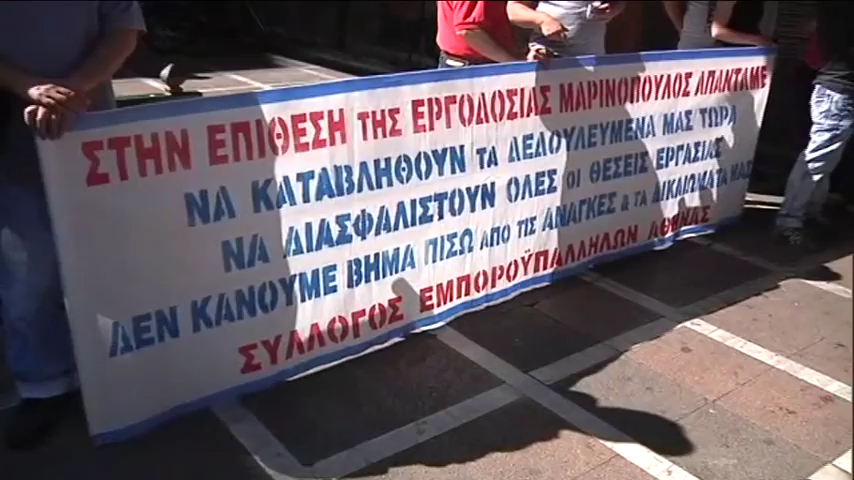 ΣΤΗΝ ΕΠΙΘΕΣΗ ΤΗΣ ΕΡΓΟΔΟΣΙΑΣ ΜΑΡΙΝΟΠΟΥΛΟΣ ΑΠΑΝΤΑΜΕ
ΝΑ ΚΑΤΑΒΛΗΘΟΥΝ ΤΑ ΔΕΔΟΥΛΕΥΜΕΝΑ ΜΑΣ ΤΩΡΑ
ΝΑ ΔΙΑΣΦΑΛΙΣΤΟΥΝ ΟΛΕΣ ΟΙ ΘΕΣΕΙΣ ΕΡΓΑΣΙΑΣ
ΔΕΝ ΚΑΝΟΥΜΕ ΒΗΜΑ ΠΙΣΩ ΑΠΟ ΤΙΣ ΑΝΑΓΚΕΣ & ΤΑ ΔΙΚΑΙΩΜΑΤΑ ΜΑΣ
ΣΥΛΛΟΓΟΣ ΕΜΠΟΡΟΫΠΑΛΛΗΛΩΝ ΑΘΗΝΑΣ